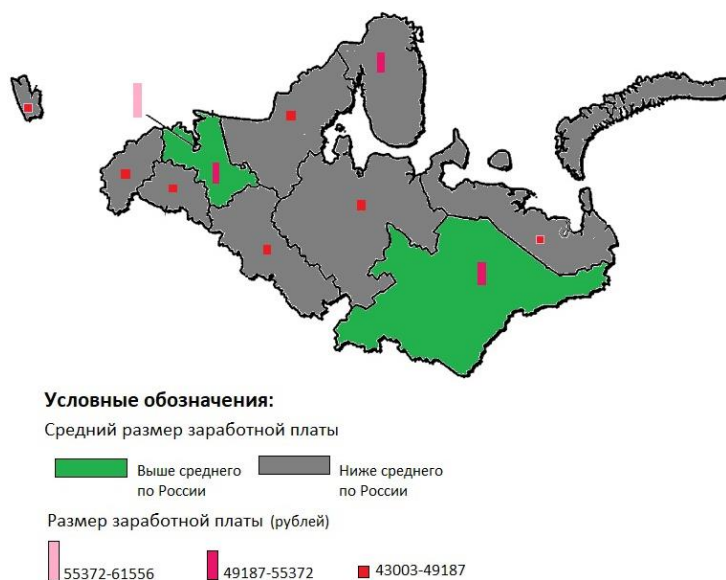 Условные обозначения:
Средний размер заработной платы
Выше среднего
по России
Ниже среднего
по России
Размер заработной платы (рублей)
55372-61556
49187-55372
43003-49187